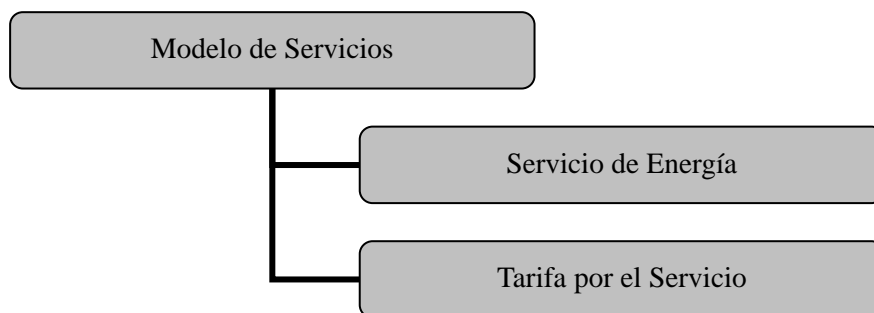 Modelo de Servicios
Servicio de Energía
Tarifa por el Servicio